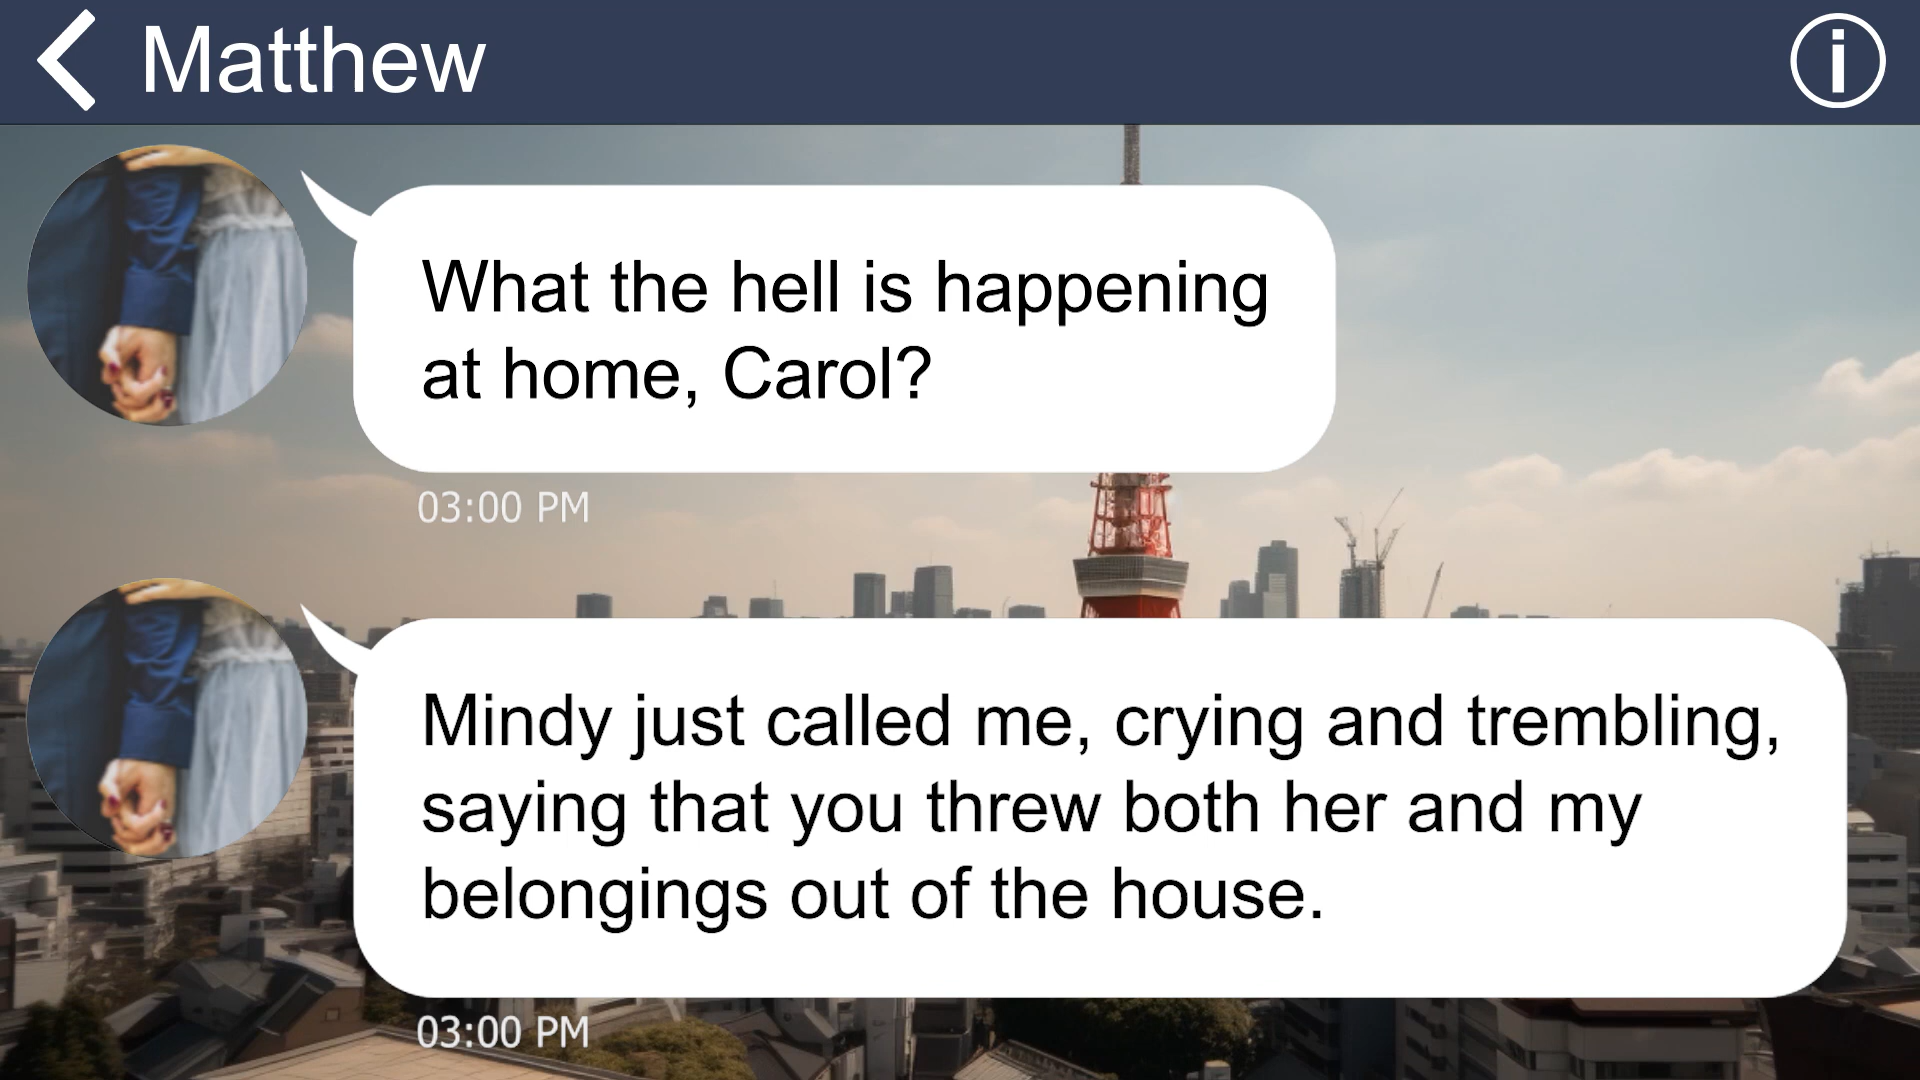 Matthew
What the hell is happening
at home, Carol?
03:00 PM
Mindy just called me, crying and trembling,
saying that you threw both her and my
belongings out of the house.
03:00 PM